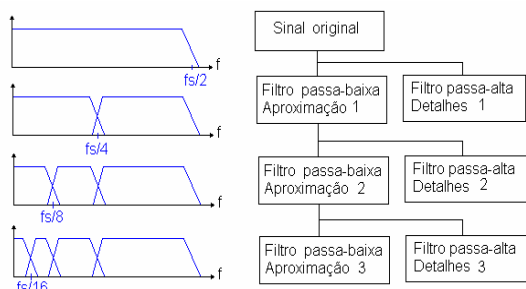 f
fs/2
f
fs/4
f
fs/8
f
fs/16
Sinal original
Filtro passa-baixa
Aproximação 1
Filtro passa-alta
Detalhes 1
Filtro passa-baixa
Aproximação 2
Filtro passa-alta
Detalhes 2
Filtro passa-baixa
Aproximação 3
Filtro passa-alta
Detalhes 3